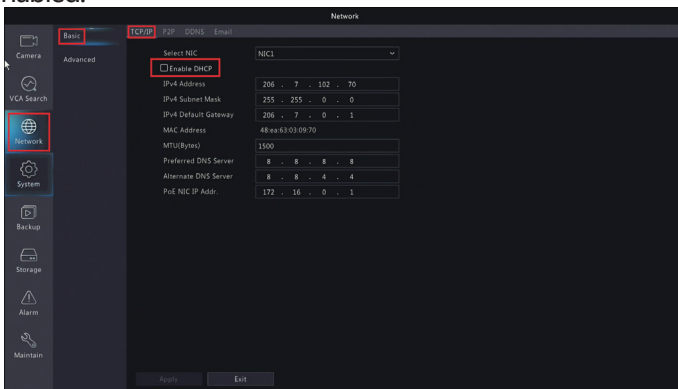 nabled.
Network
Camera
VCA Search
Network
System
Backup
Storage
Alarm
Maintain
Basic
Advanced
TCP/IP P2P DDNS Email
Select NIC NIC1
Enable DHCP
IPv4 Address 206 . 7 . 102 . 70
IPv4 Subnet Mask 255 . 255 . 0 . 0
IPv4 Default Gateway 206 . 7 . 0 . 1
MAC Address 48:ea:63:03:09:70
MTU(Bytes) 1500
Preferred DNS Server 8 . 8 . 8 . 8
Alternate DNS Server 8 . 8 . 4 . 4
PoE NIC IP Addr. 172 . 16 . 0 . 1
Apply Exit